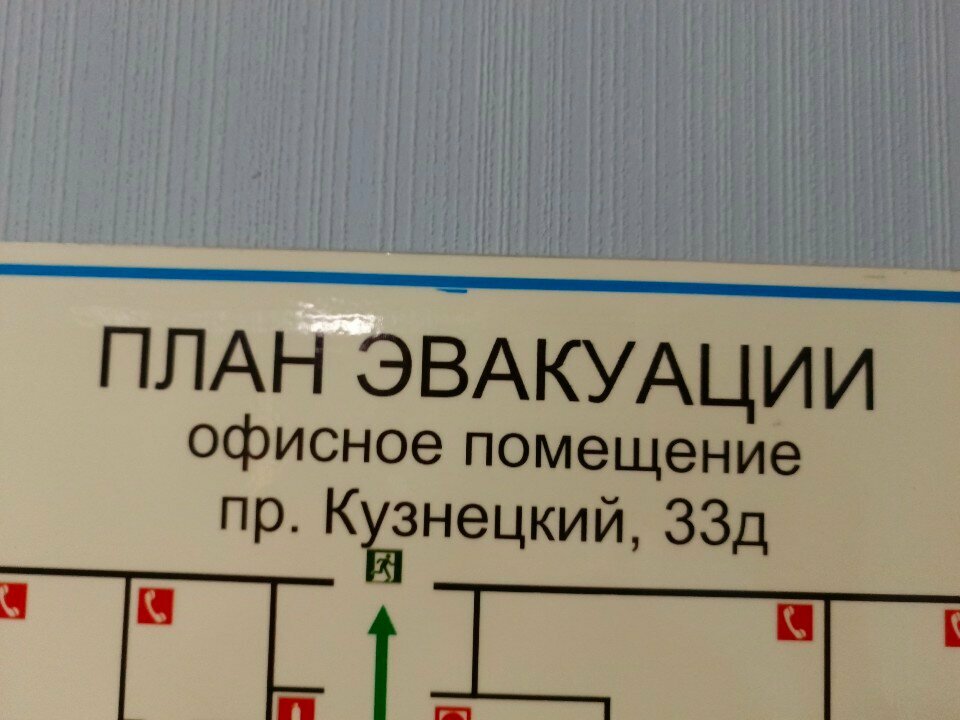 ПЛАН ЭВАКУАЦИИ
офисное помещение
пр. Кузнецкий, 33д